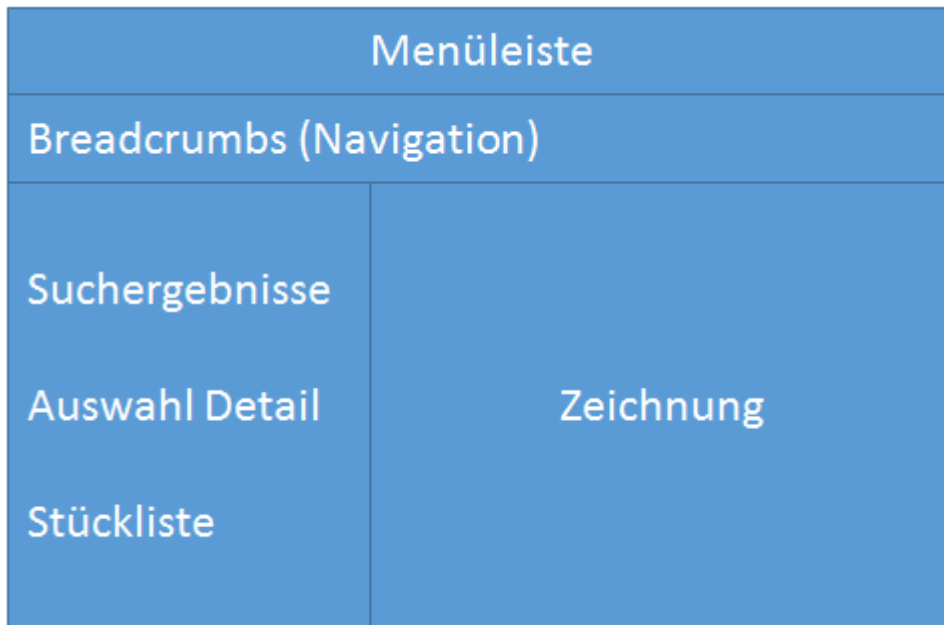 Menüleiste
Breadcrumbs (Navigation)
Suchergebnisse
Auswahl Detail
Stückliste
Zeichnung